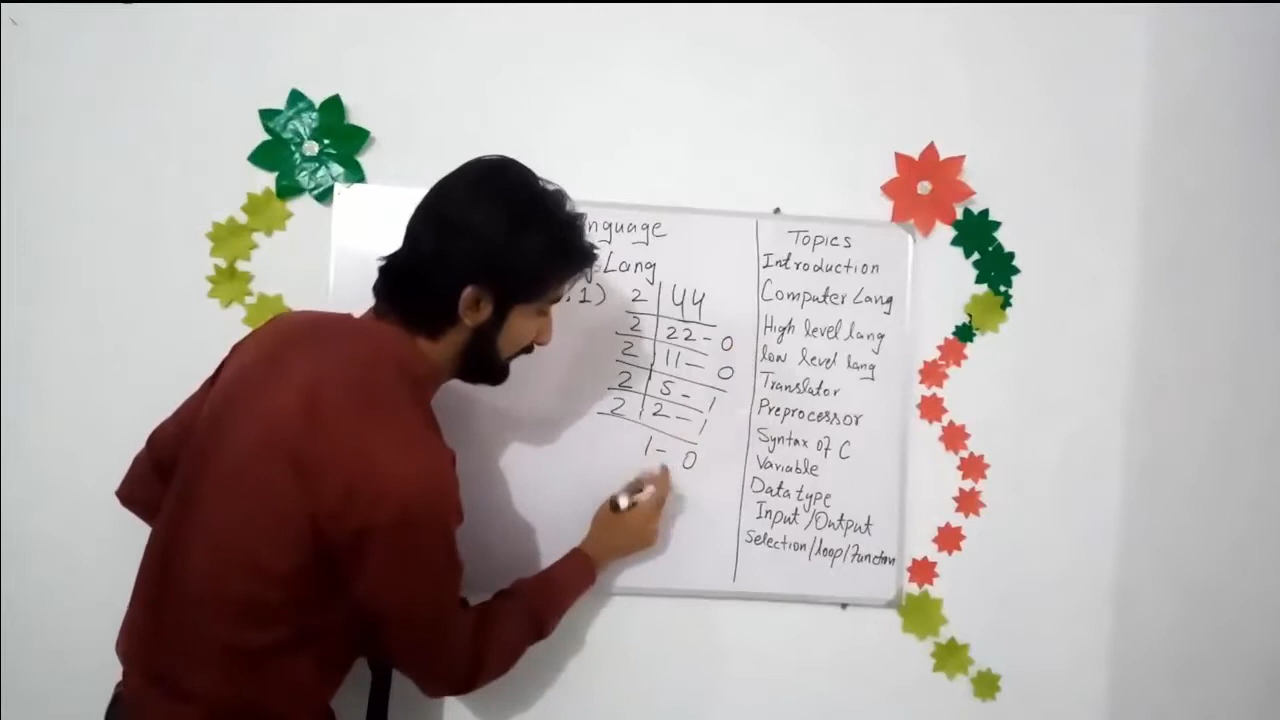 nguage
Lang
.1) 2 44
2 22 - 0
2 11 - 0
2 5 - 1
2 2 - 1
1 - 0
Topics
Introduction
Computer Lang
High level lang
low level lang
Translator
Preprocessor
Syntax of C
Variable
Data type
Input/Output
Selection/loop/Function